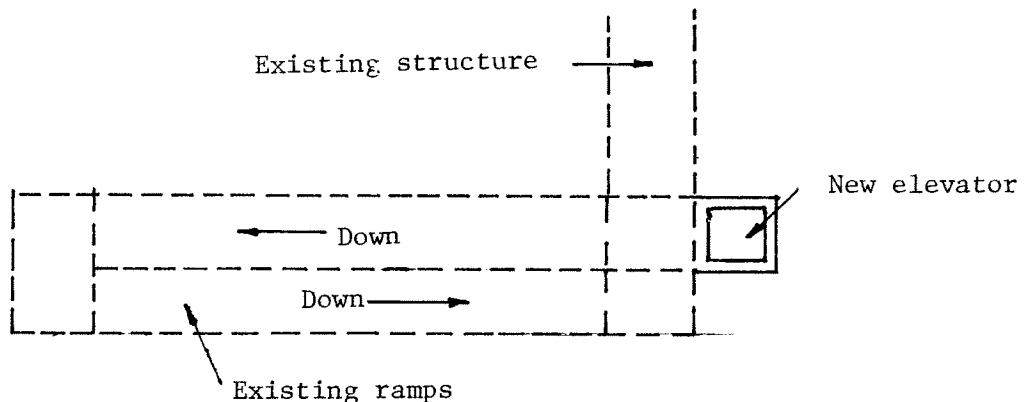 Existing structure
New elevator
Down
Down
Existing ramps